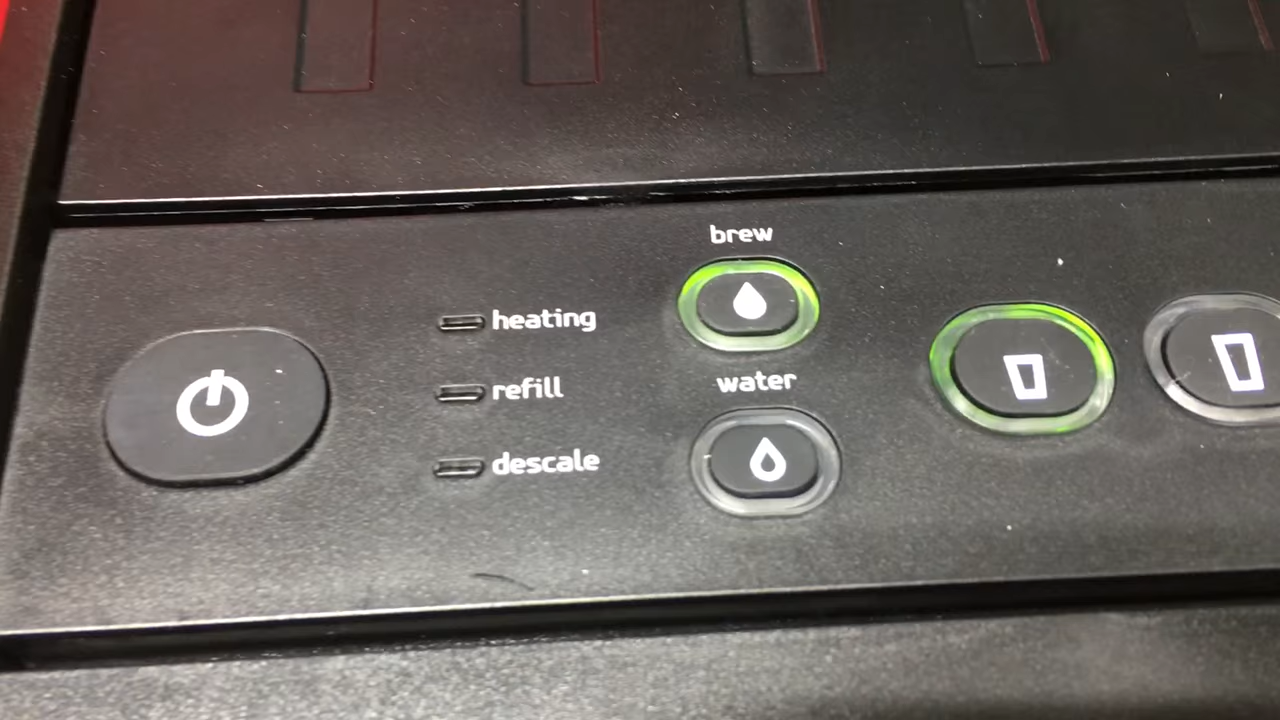 brew
heating
refill
water
descale